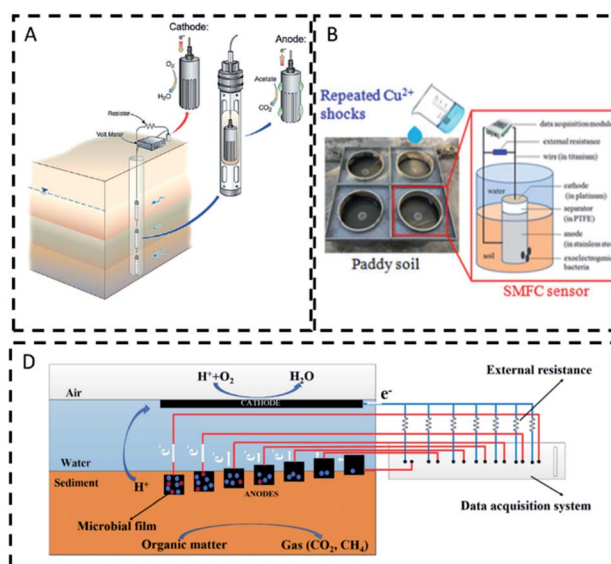 A
Cathode:
e⁻
O₂
H₂O
Resistor
Volt Meter
Anode:
e⁻
Acetate
CO₂
B
Repeated Cu²⁺
shocks
Paddy soil
data acquisition modul
external resistance
wire (in titanium)
water
cathode
(in platinum)
separator
(in PTFE)
anode
(in stainless stee
exoelectrogenic
bacteria
soil
SMFC sensor
D
H⁺+O₂
H₂O
Air
CATHODE
e⁻
External resistance
Water
Sediment
H⁺
e⁻
e⁻
e⁻
e⁻
e⁻
ANODES
Microbial film
Organic matter
Gas (CO₂, CH₄)
Data acquisition system